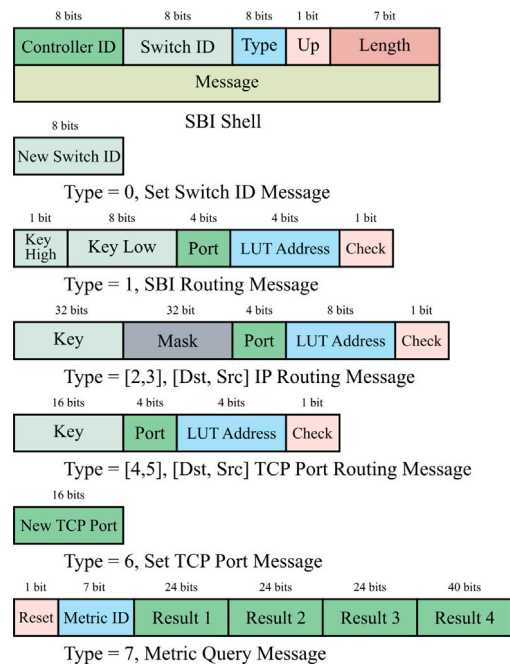 8 bits 8 bits 8 bits 1 bit 7 bit
Controller ID Switch ID Type Up Length
Message
SBI Shell
8 bits
New Switch ID
Type = 0, Set Switch ID Message
1 bit 8 bits 4 bits 4 bits 1 bit
Key High Key Low Port LUT Address Check
Type = 1, SBI Routing Message
32 bits 32 bit 4 bits 8 bits 1 bit
Key Mask Port LUT Address Check
Type = [2,3], [Dst, Src] IP Routing Message
16 bits 4 bits 4 bits 1 bit
Key Port LUT Address Check
Type = [4,5], [Dst, Src] TCP Port Routing Message
16 bits
New TCP Port
Type = 6, Set TCP Port Message
1 bit 7 bit 24 bits 24 bits 24 bits 40 bits
Reset Metric ID Result 1 Result 2 Result 3 Result 4
Type = 7, Metric Query Message